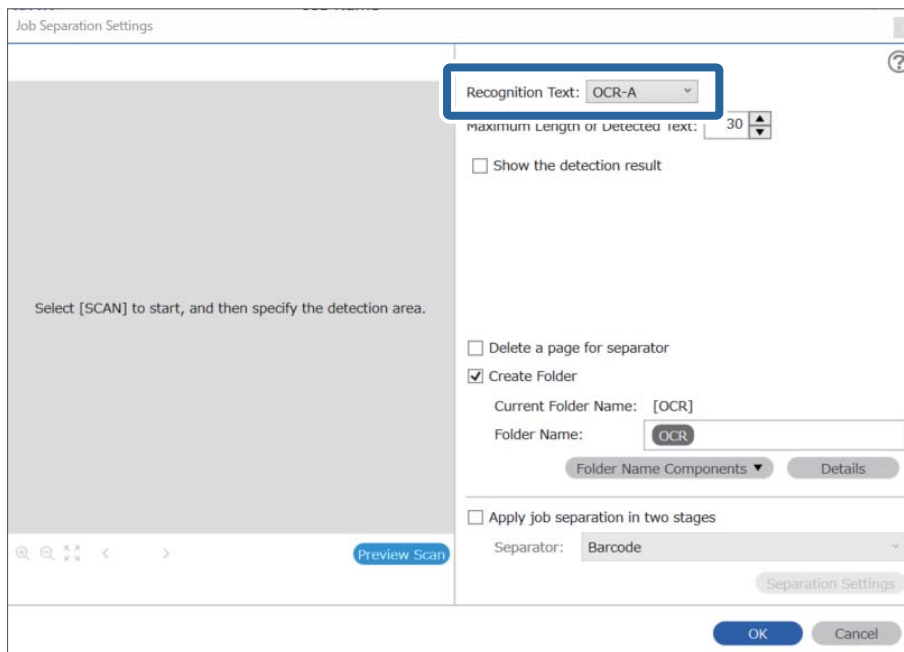 Job Separation Settings
Recognition Text: OCR-A
Maximum Length of Detected Text: 30
Show the detection result
Select [SCAN] to start, and then specify the detection area.
Delete a page for separator
Create Folder
Current Folder Name: [OCR]
Folder Name: OCR
Folder Name Components ▼ Details
Apply job separation in two stages
Preview Scan
Separator: Barcode
Separation Settings
OK Cancel